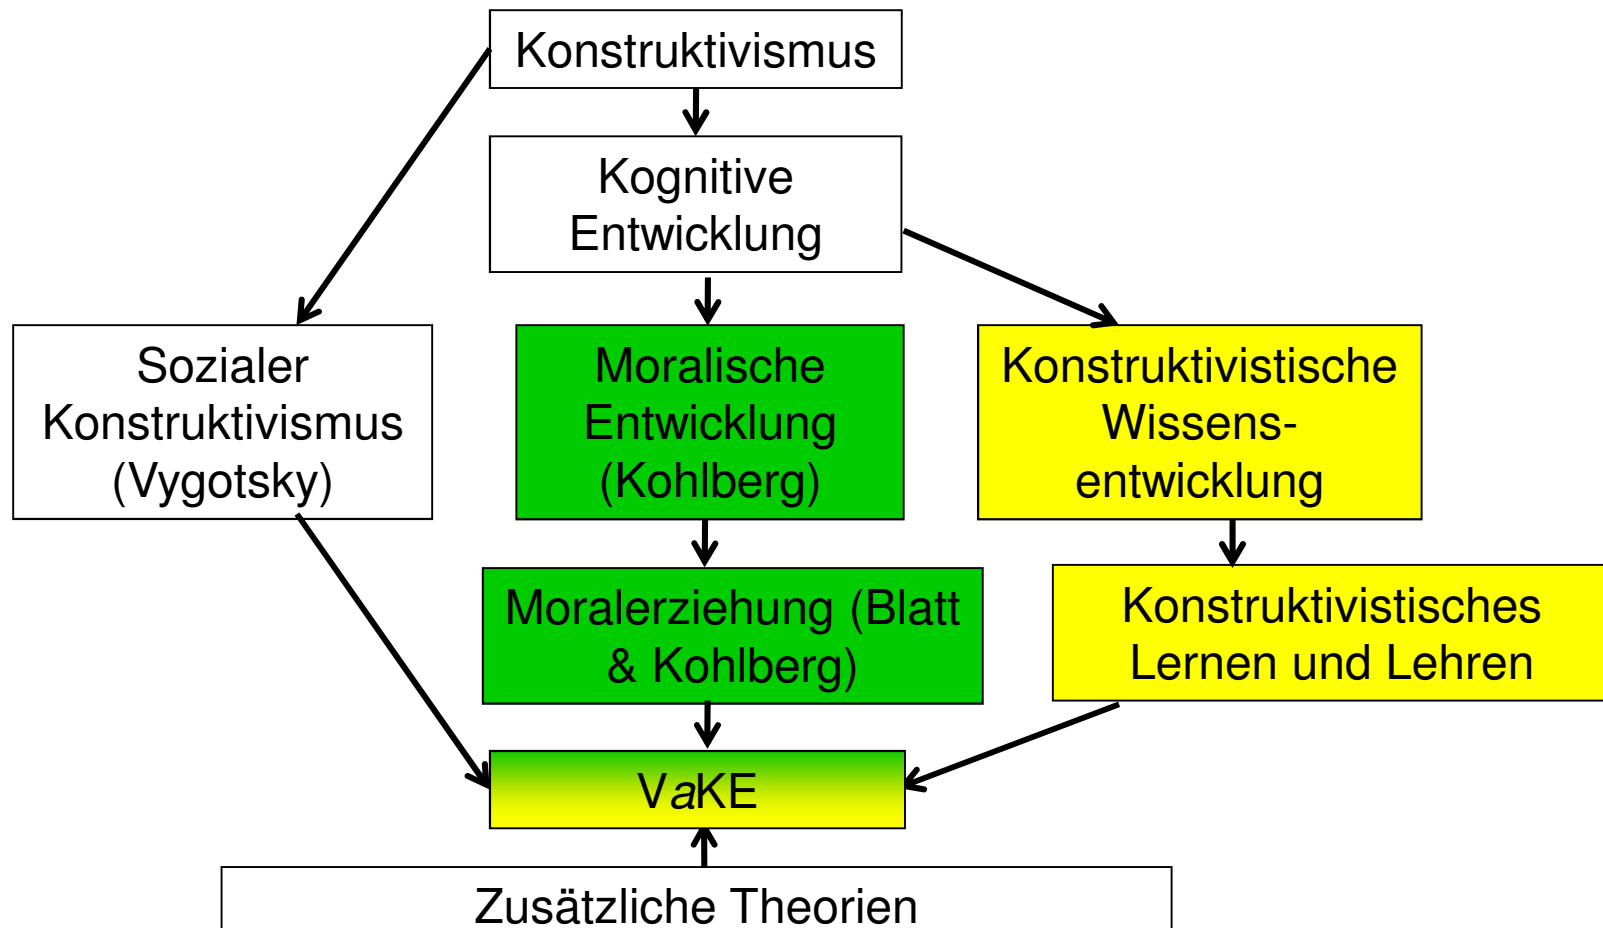 Konstruktivismus
Kognitive
Entwicklung
Sozialer
Konstruktivismus
(Vygotsky)
Moralische
Entwicklung
(Kohlberg)
Konstruktivistische
Wissens-
entwicklung
Moralerziehung (Blatt
& Kohlberg)
Konstruktivistisches
Lernen und Lehren
VaKE
Zusätzliche Theorien